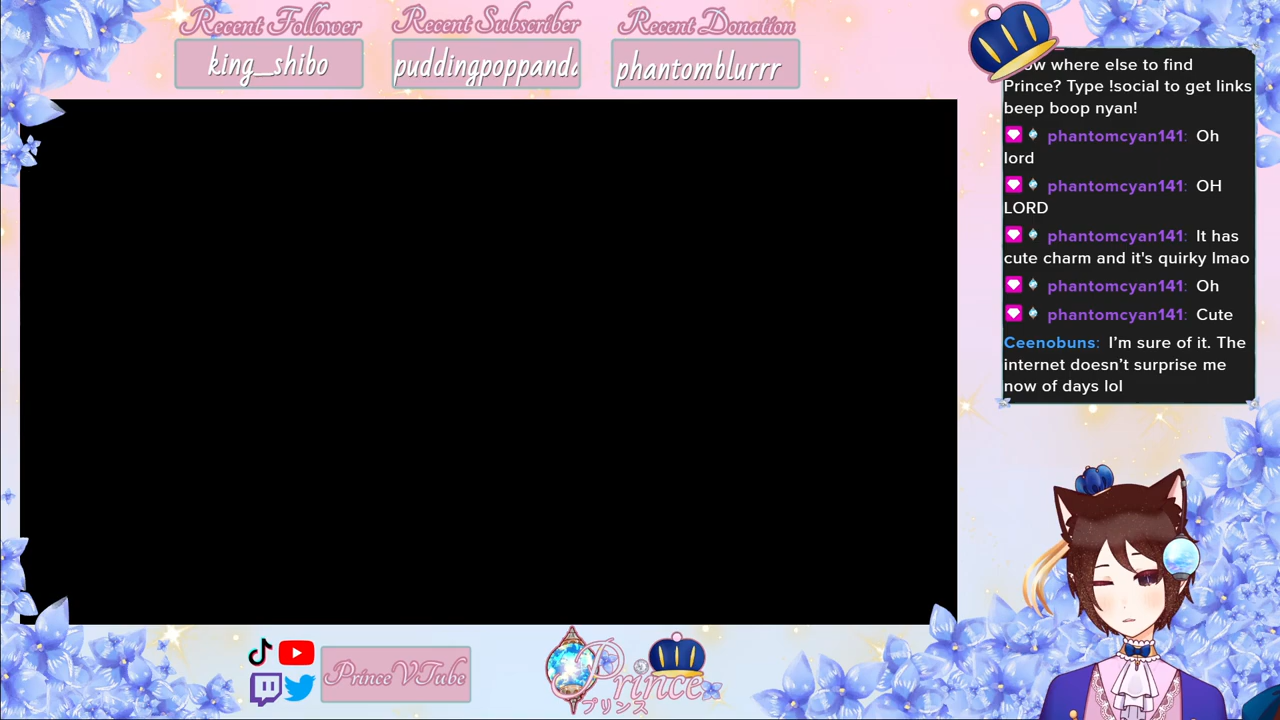 Recent Follower
Recent Subscriber
Recent Donation
king_shibo
puddingpoppanda
phantomblurrr
where else to find
Prince? Type !social to get links
beep boop nyan!
phantomcyan141: Oh
lord
phantomcyan141: OH
LORD
phantomcyan141: It has
cute charm and it's quirky lmao
phantomcyan141: Oh
phantomcyan141: Cute
Ceenobuns: I’m sure of it. The
internet doesn’t surprise me
now of days lol
PrinceVTube
Prince
プリンス